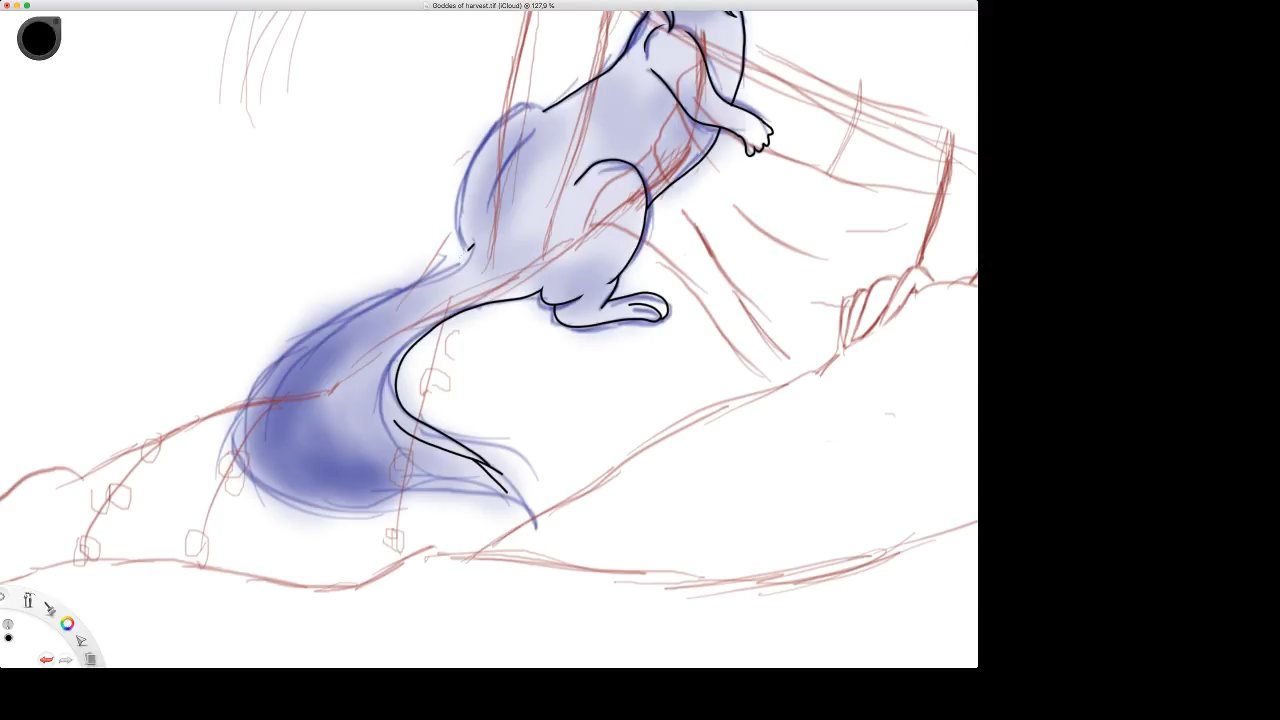 Goddes of harvest.tif (iCloud) ⊚ 127,9 %